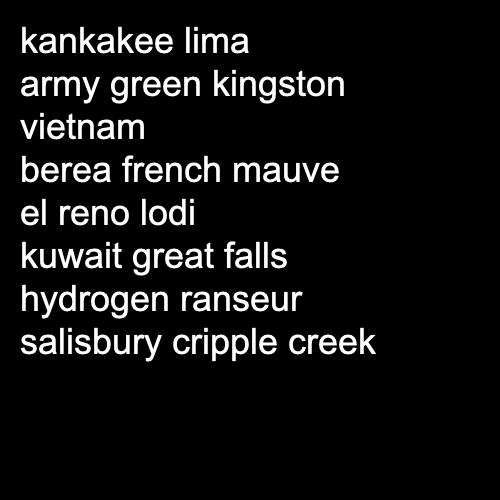 kankakee lima
army green kingston
vietnam
berea french mauve
el reno lodi
kuwait great falls
hydrogen ranseur
salisbury cripple creek